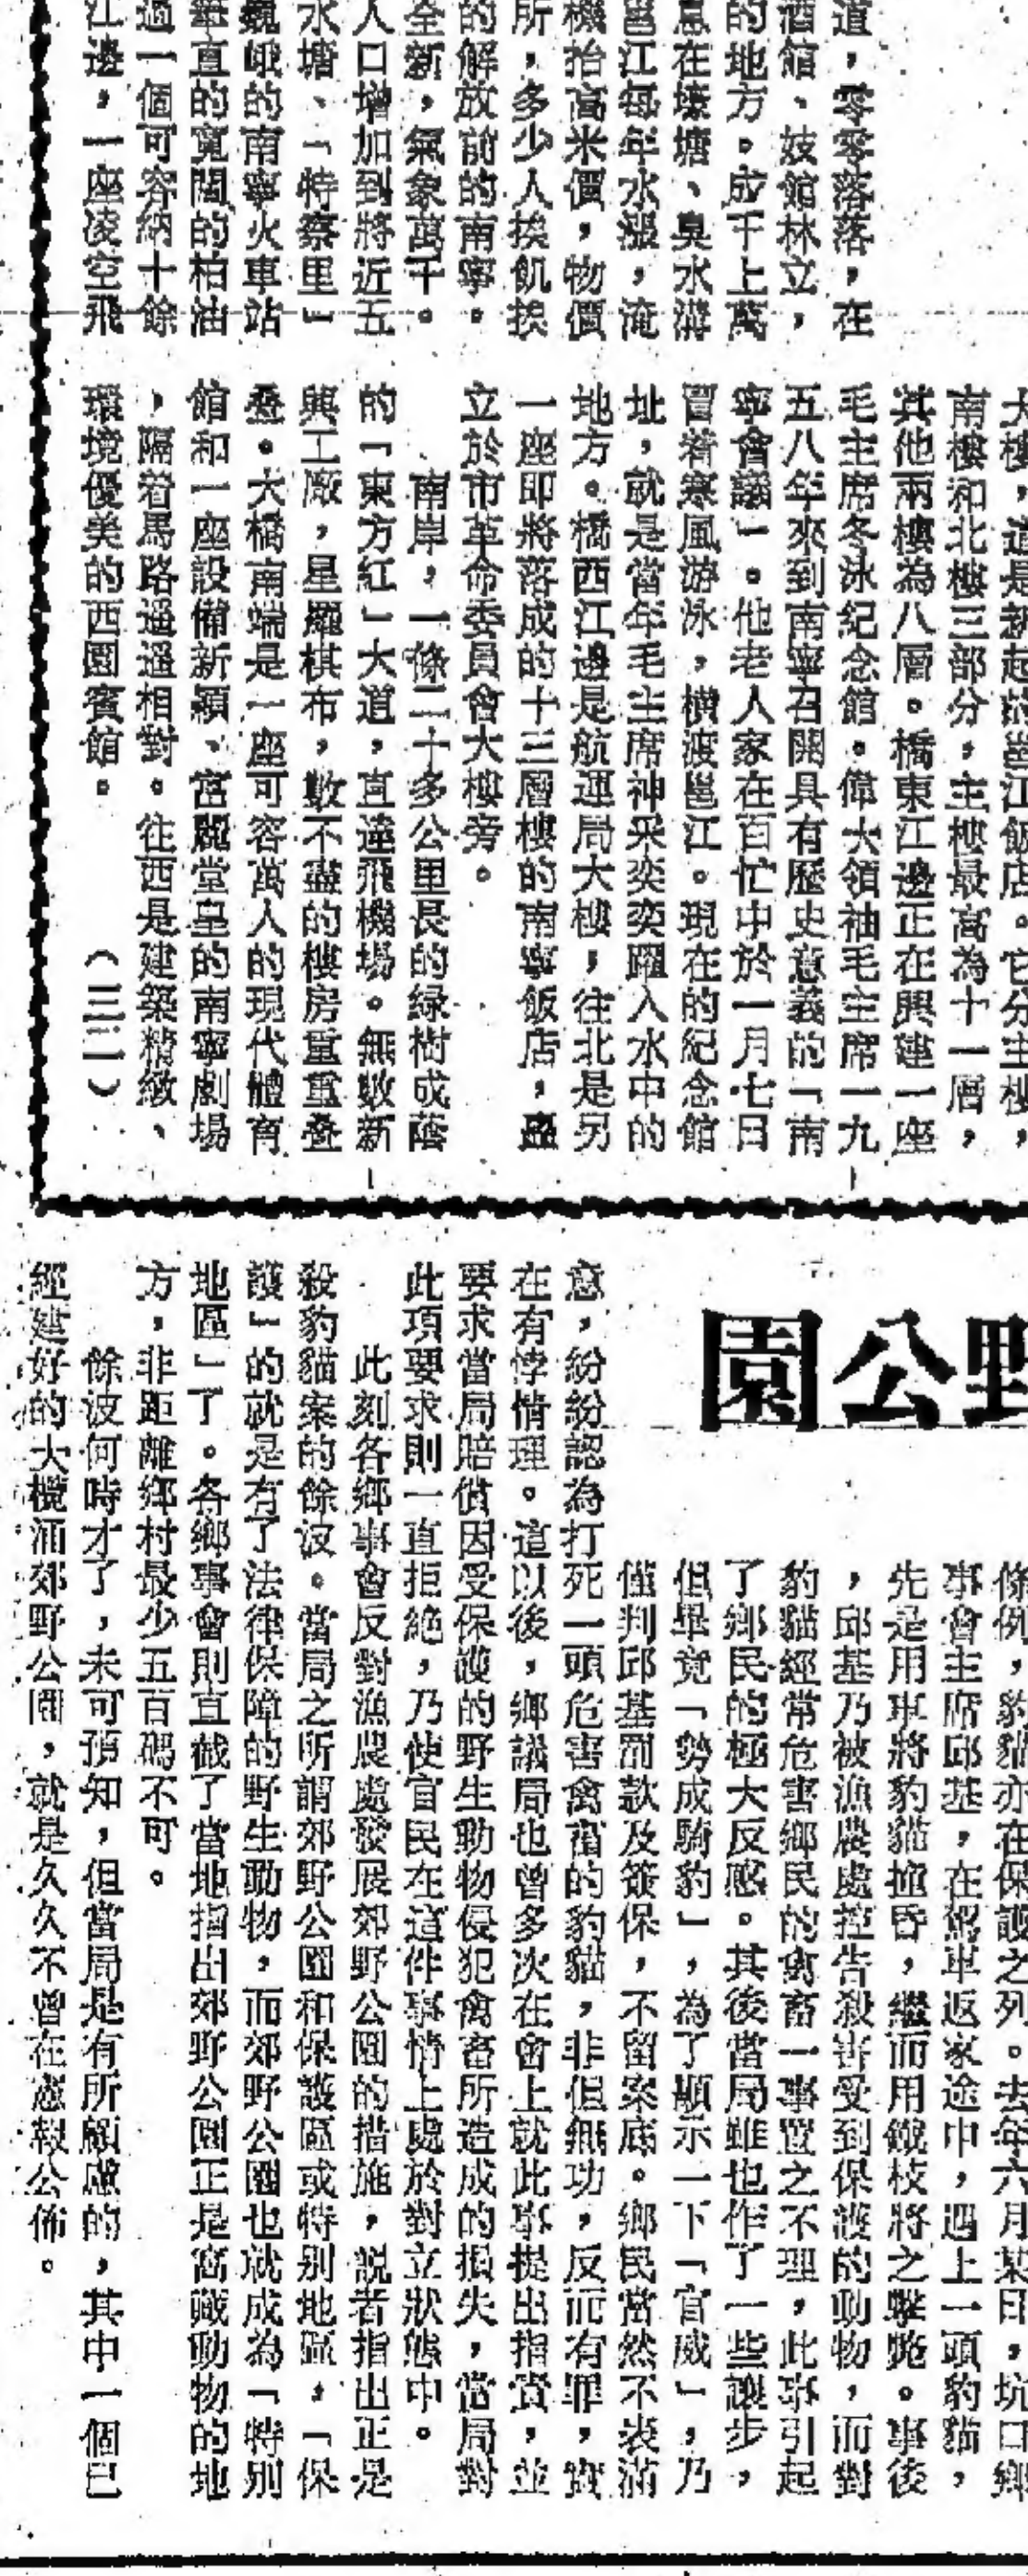 道，零零落落，在
酒館、妓館林立，
的地方。成千上萬
息在壕塘、臭水溝
邕江每年水漲，淹
機抬高米價，物價
所，多少人挨飢挨
的解放前的南寧。
全新，氣象萬千。
人口增加到將近五
水塘、「特察里」
巍峨的南寧火車站
筆直的寬闊的柏油
過一個可容納十餘
江邊，一座凌空飛
大樓，這是新起的邕江飯店。它分主樓，
南樓和北樓三部分，主樓最高為十一層，
其他兩樓為八層。橋東江邊正在興建一座
毛主席冬泳紀念館。偉大領袖毛主席一九
五八年來到南寧召開具有歷史意義的「南
寧會議」。他老人家在百忙中於一月七日
冒着寒風游泳，橫渡邕江。現在的紀念館
址，就是當年毛主席神采奕奕躍入水中的
地方。橋西江邊是航運局大樓，往北是另
一座即將落成的十三層樓的南寧飯店，矗
立於市革命委員會大樓旁。
南岸，一條二十多公里長的綠樹成蔭
的「東方紅」大道，直達飛機場。無數新
興工廠，星羅棋布，數不盡的樓房重重叠
叠。大橋南端是一座可容萬人的現代體育
館和一座設備新穎、富麗堂皇的南寧劇場
，隔着馬路遙遙相對。往西是建築精緻、
環境優美的西園賓館。（三二）
野公園
條例，豹貓亦在保護之列。去年六月某日，坑口鄉
事會主席邱基，在駕車返家途中，遇上一頭豹貓，
先是用車將豹貓撞昏，繼而用鐵枝將之擊斃。事後
，邱基乃被漁農處控告殺害受到保護的動物，而對
豹貓經常危害鄉民的禽畜一事置之不理，此事引起
了鄉民的極大反感。其後當局雖也作了一些讓步，
但畢竟「勢成騎豹」，為了顯示一下「官威」，乃
僅判邱基罰款及簽保，不留案底。鄉民當然不表滿
意，紛紛認為打死一頭危害禽畜的豹貓，非但無功，反而有罪，實
在有悖情理。這以後，鄉議局也曾多次在會上就此事提出指責，並
要求當局賠償因受保護的野生動物侵犯禽畜所造成的損失，當局對
此項要求則一直拒絕，乃使官民在這件事情上處於對立狀態中。
此刻各鄉事會反對漁農處發展郊野公園的措施，說者指出正是
殺豹貓案的餘波。當局之所謂郊野公園和保護區或特別地區，「保
護」的就是有了法律保障的野生動物，而郊野公園也就成為「特別
地區」了。各鄉事會則直截了當地指出郊野公園正是窩藏動物的地
方，非距離鄉村最少五百碼不可。
餘波何時才了，未可預知，但當局是有所顧慮的，其中一個已
經建好的大欖涌郊野公園，就是久久不曾在憲報公佈。